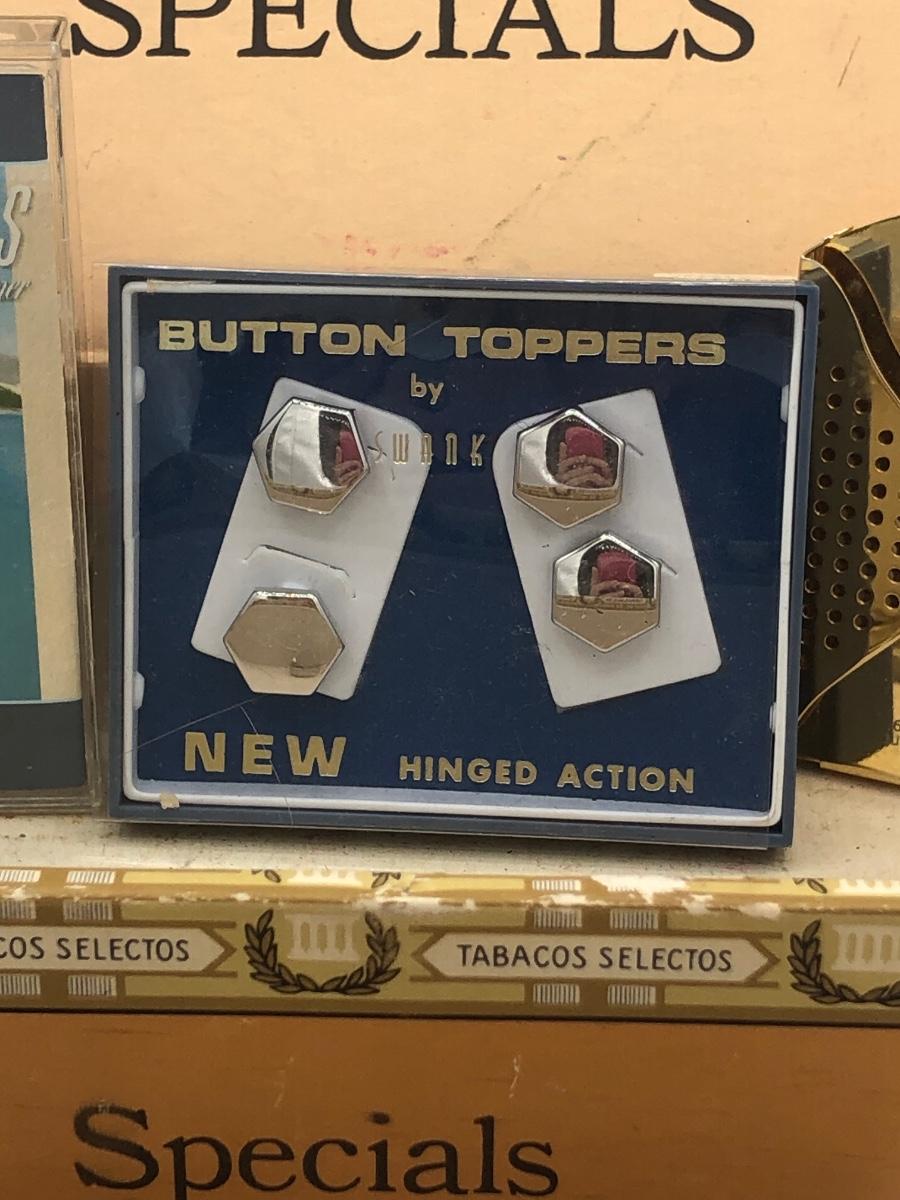 SPECIALS
BUTTON TOPPERS
by
SWANK
NEW HINGED ACTION
COS SELECTOS
TABACOS SELECTOS
Specials